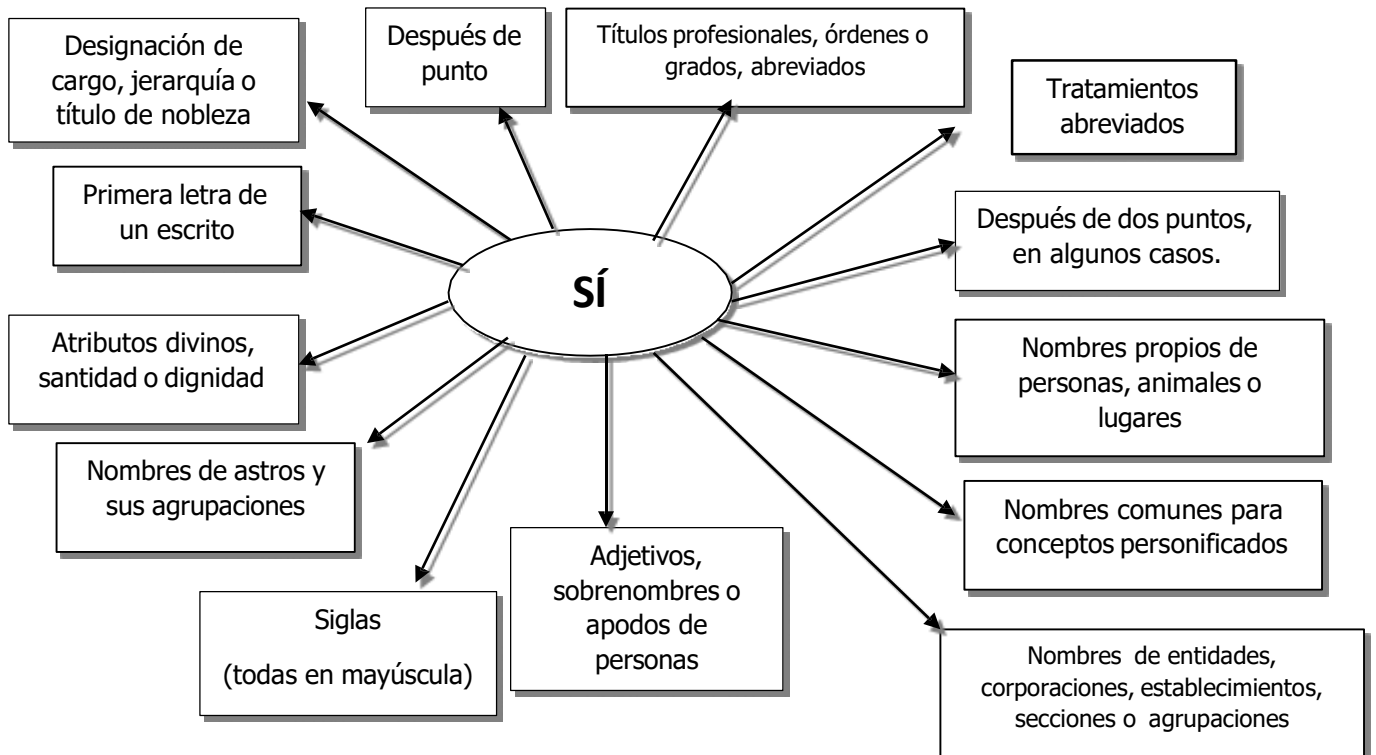 Designación de
cargo, jerarquía o
título de nobleza
Después de
punto
Títulos profesionales, órdenes o
grados, abreviados
Tratamientos
abreviados
Primera letra de
un escrito
Después de dos puntos,
en algunos casos.
SÍ
Atributos divinos,
santidad o dignidad
Nombres propios de
personas, animales o
lugares
Nombres de astros y
sus agrupaciones
Nombres comunes para
conceptos personificados
Siglas
(todas en mayúscula)
Adjetivos,
sobrenombres o
apodos de
personas
Nombres de entidades,
corporaciones, establecimientos,
secciones o agrupaciones